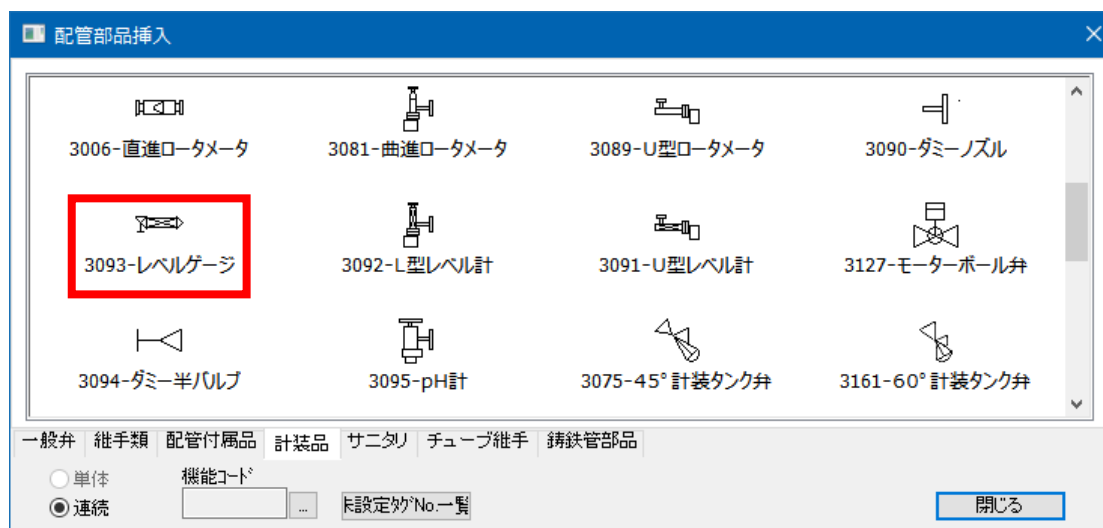 配管部品挿入
3006-直進ロータメータ
3081-曲進ロータメータ
3089-U型ロータメータ
3090-ダミーノズル
3093-レベルゲージ
3092-L型レベル計
3091-U型レベル計
3127-モーターボール弁
3094-ダミー半バルブ
3095-pH計
3075-45°計装タンク弁
3161-60°計装タンク弁
一般弁 継手類 配管付属品 計装品 サニタリ チューブ継手 鋳鉄管部品
単体 機能コード
連続 ... 設定タグNo.一覧 閉じる